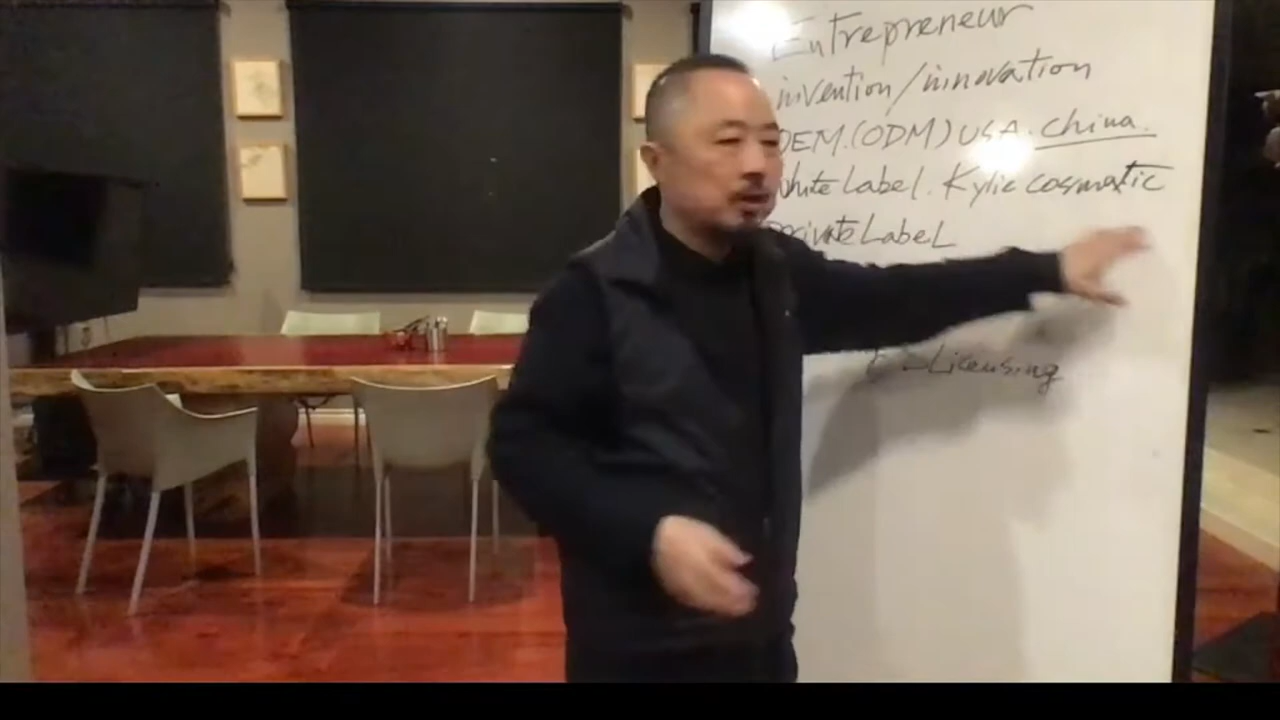 Entrepreneur
invention/innovation
OEM.(ODM) USA. China.
White Label. Kylie cosmatic
Private Label
Licensing